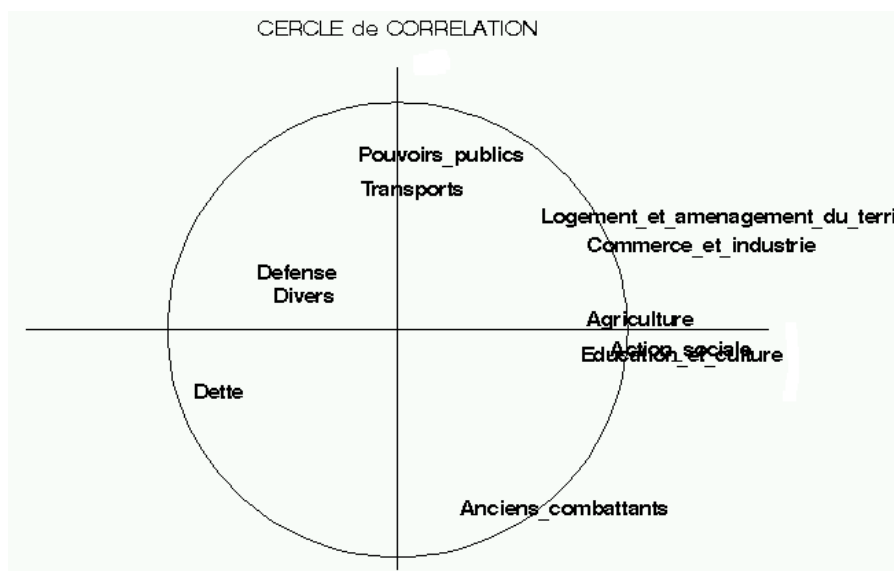 CERCLE de CORRELATION
Pouvoirs_publics
Transports
Logement_et_amenagement_du_terri
Commerce_et_industrie
Defense
Divers
Agriculture
Action_sociale
Education_et_culture
Dette
Anciens_combattants